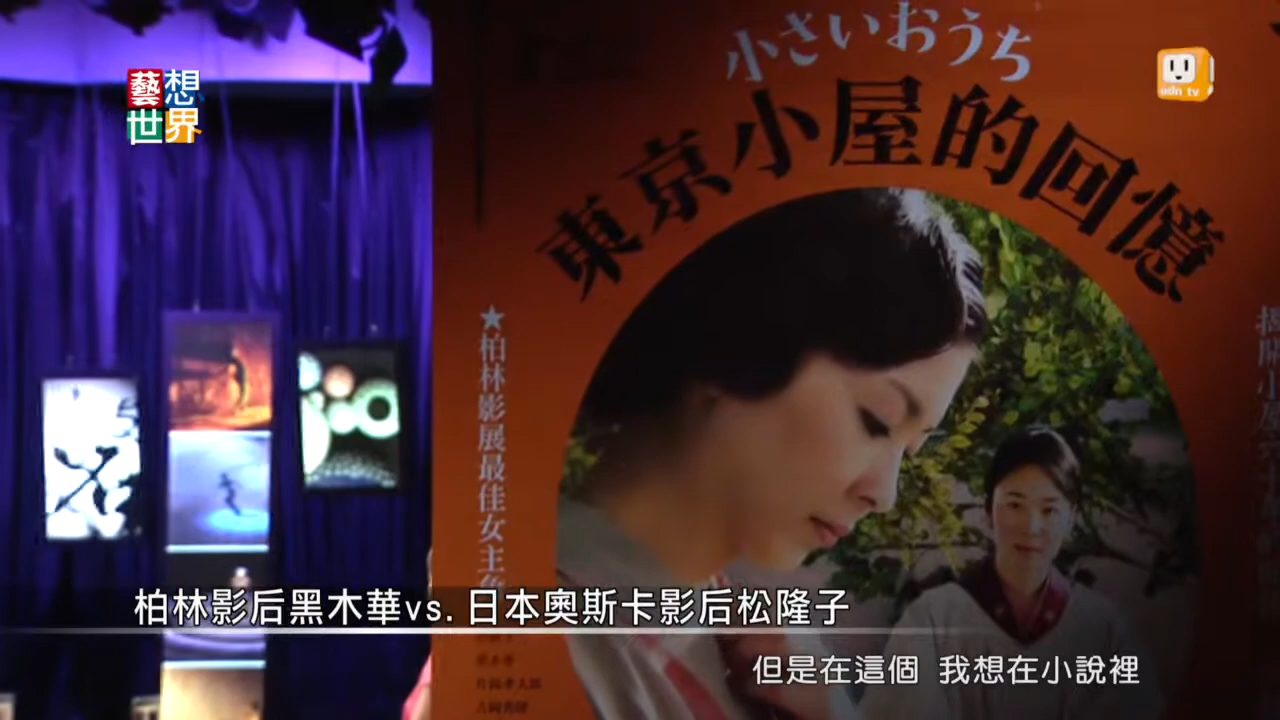 藝想
世界
udn tv
小さいおうち
東京小屋的回憶
★柏林影展最佳女主角
柏林影后黑木華vs.日本奧斯卡影后松隆子
但是在這個 我想在小說裡